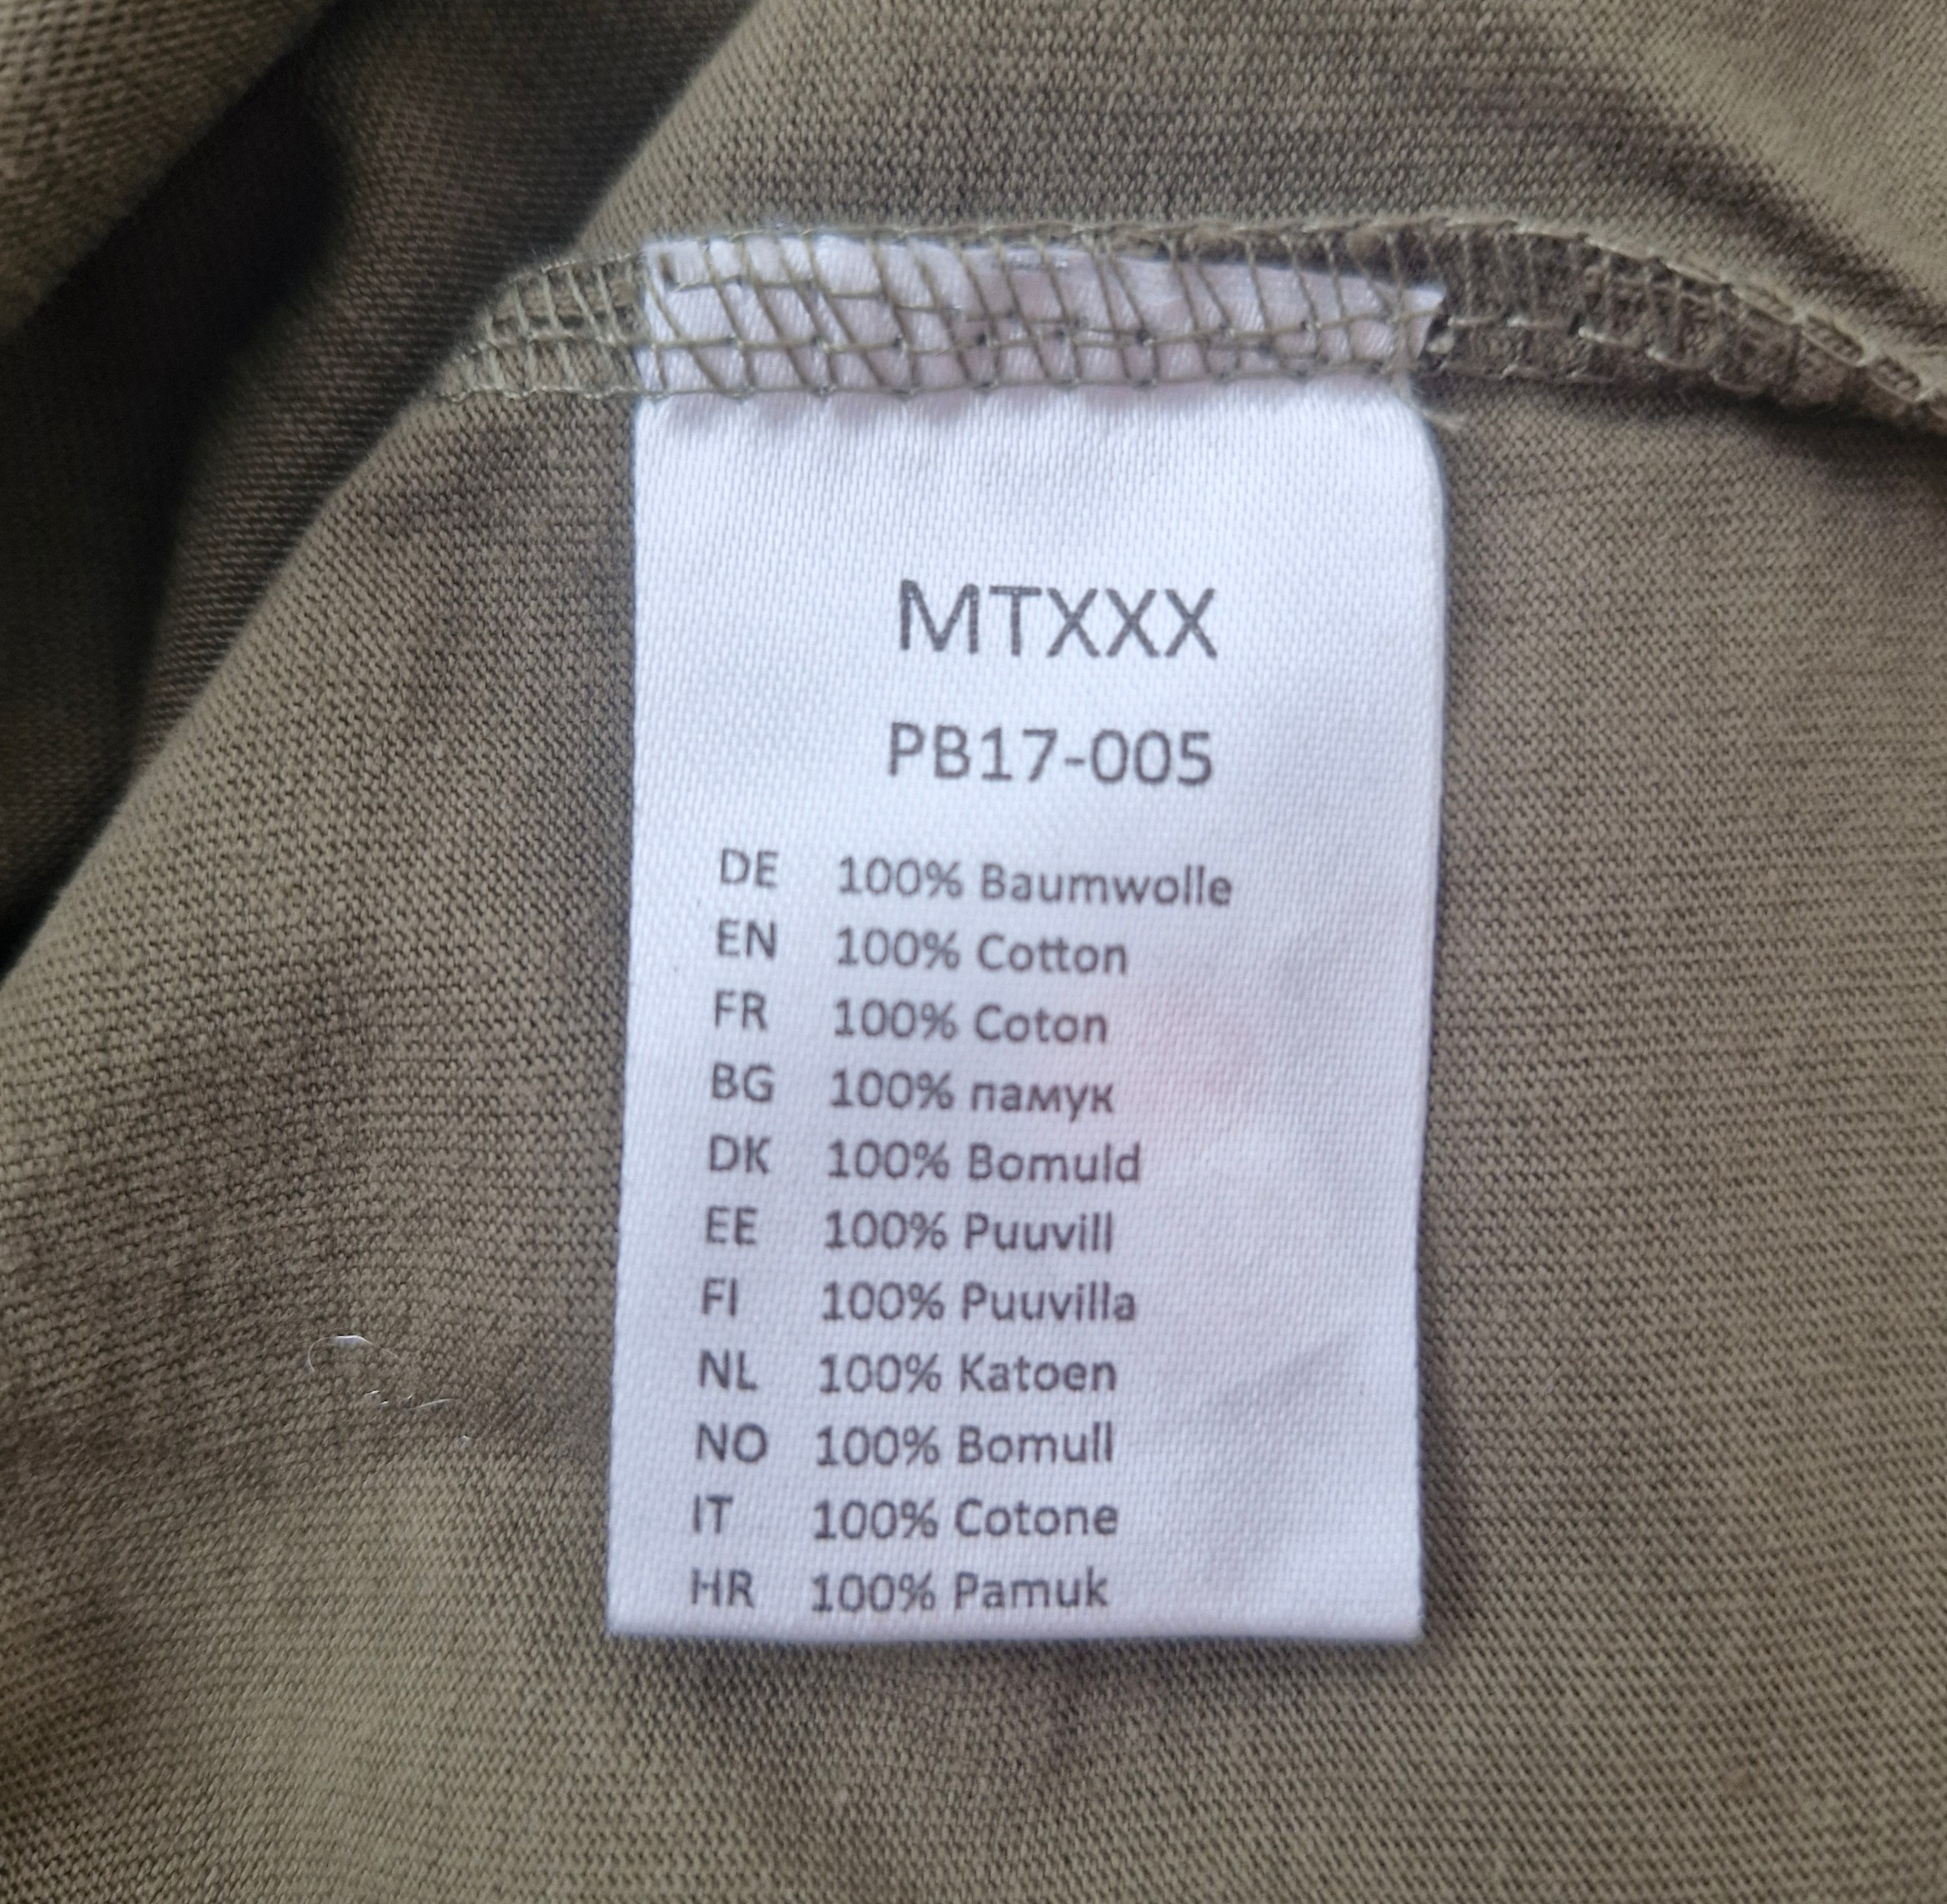 MTXXX
PB17-005
DE 100% Baumwolle
EN 100% Cotton
FR 100% Coton
BG 100% памук
DK 100% Bomuld
EE 100% Puuvill
FI 100% Puuvilla
NL 100% Katoen
NO 100% Bomull
IT 100% Cotone
HR 100% Pamuk